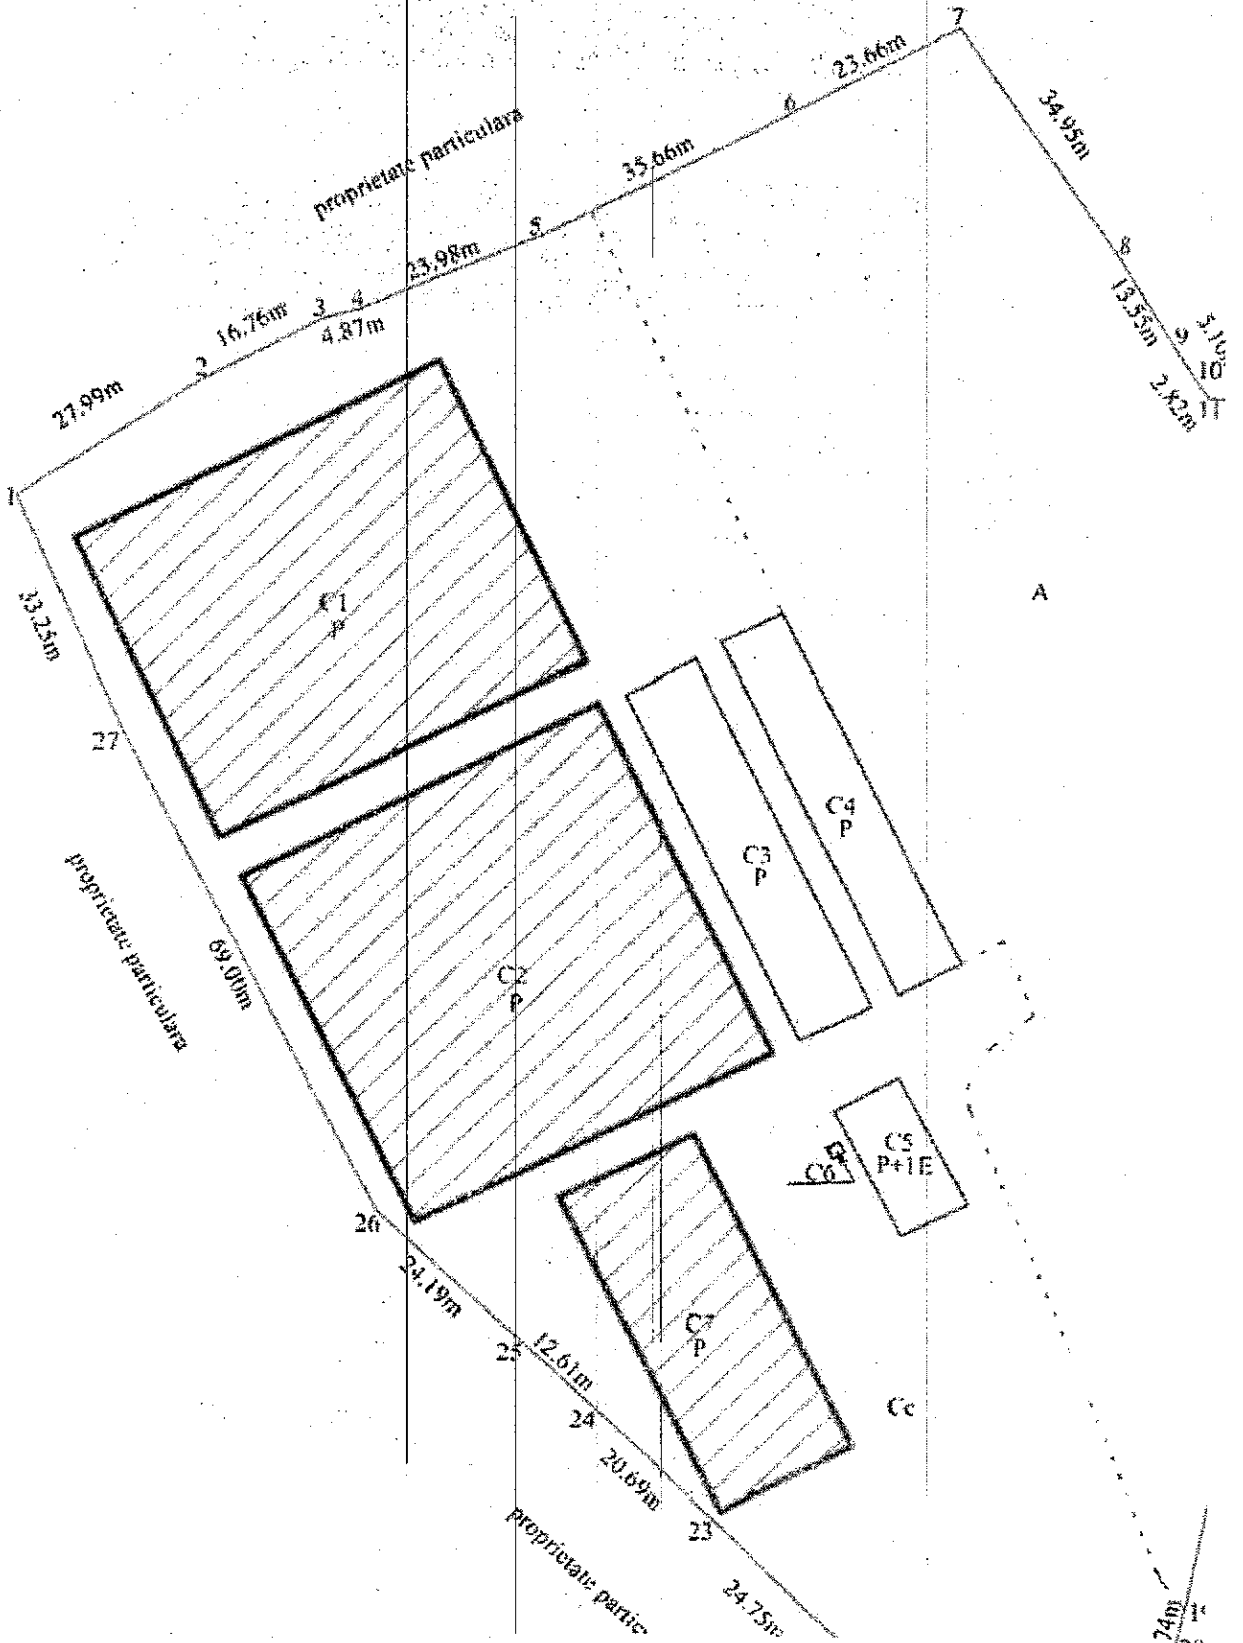 7
23.66m
6
34.95m
proprietate particulara
35.66m
5
8
23.98m
13.55m
3 4
16.76m
4.87m
9
10
2
2.82m
11
27.99m
1
A
C1
P
33.25m
27
C4
P
C3
P
proprietate particulara
69.00m
C2
P
C5
P+1E
C6
26
24.19m
C7
P
25
12.61m
Cc
24
20.69m
23
proprietate
24.75m